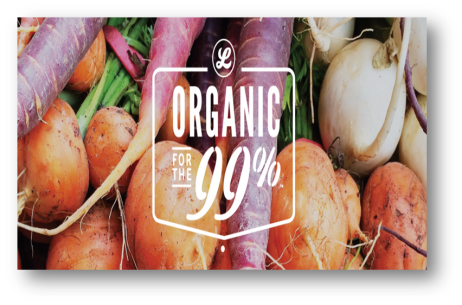 L
ORGANIC
FOR
THE
99%